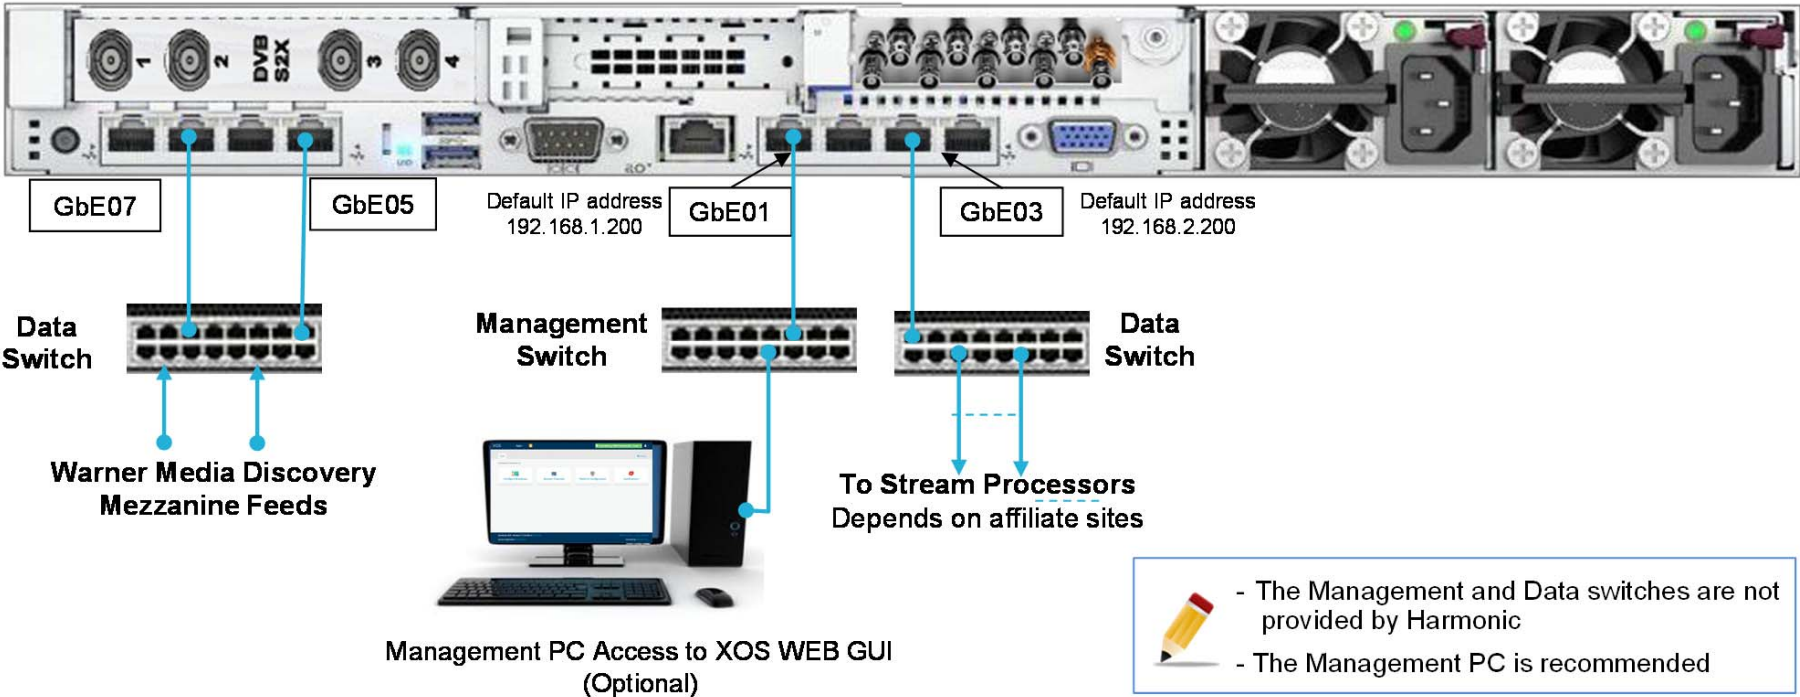 1
2
DVB
S2X
3
4
UID
GbE07
GbE05
Default IP address
192.168.1.200
GbE01
GbE03
Default IP address
192.168.2.200
Data
Switch
Management
Switch
Data
Switch
Warner Media Discovery
Mezzanine Feeds
To Stream Processors
Depends on affiliate sites
Management PC Access to XOS WEB GUI
(Optional)
- The Management and Data switches are not
provided by Harmonic
- The Management PC is recommended